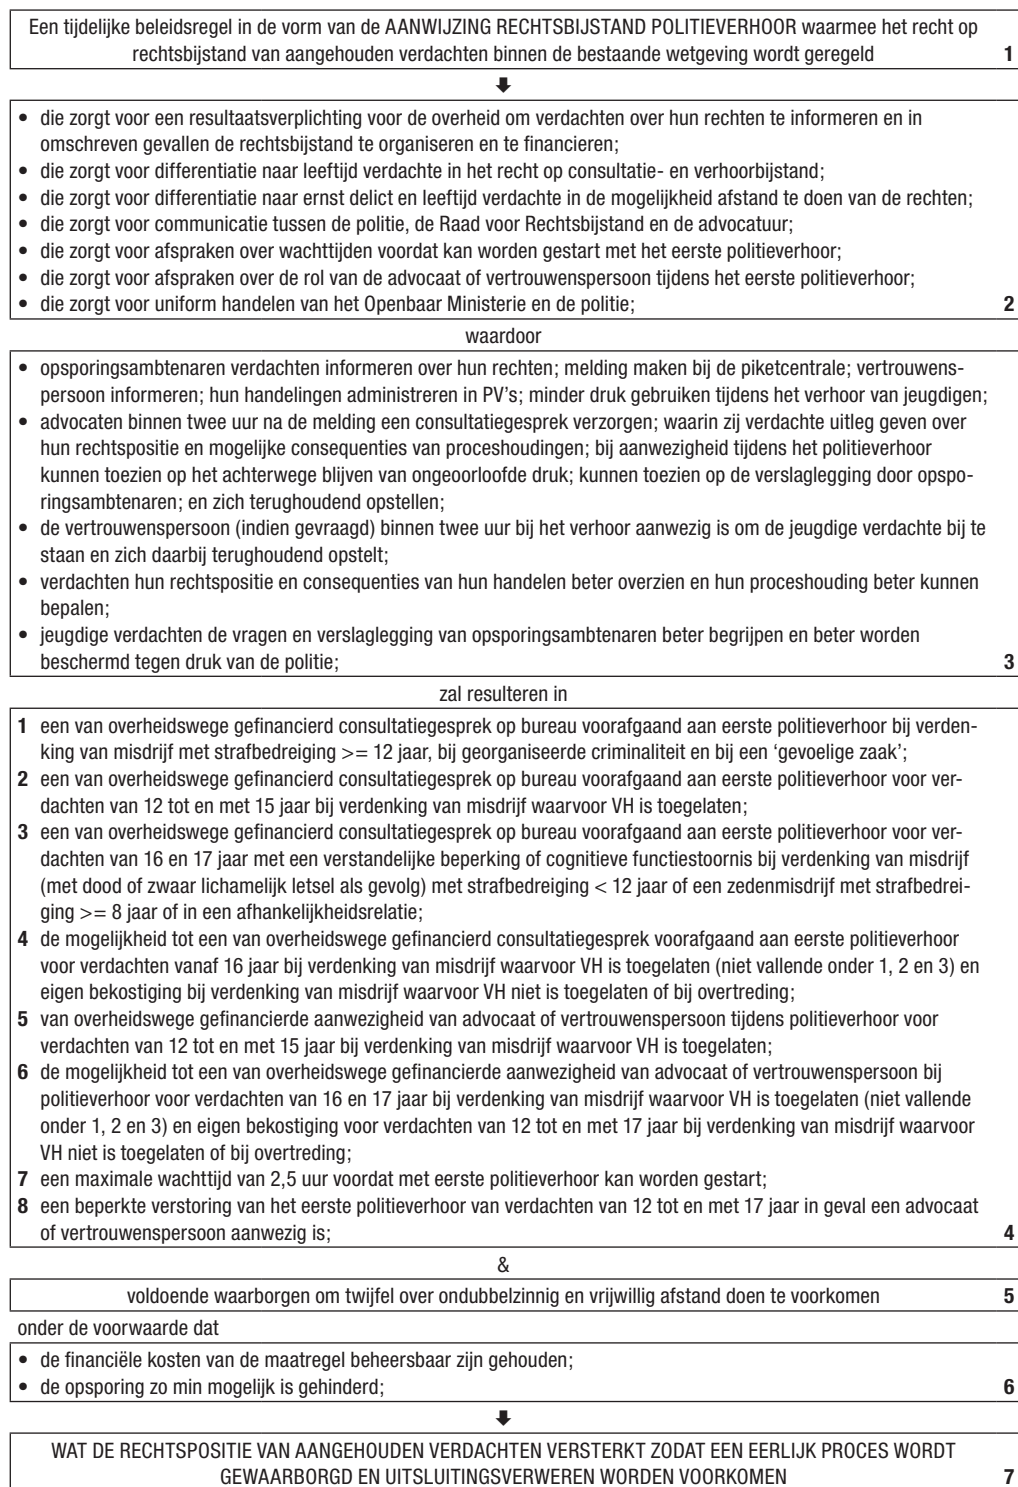 Een tijdelijke beleidsregel in de vorm van de AANWIJZING RECHTSBIJSTAND POLITIEVERHOOR waarmee het recht op
rechtsbijstand van aangehouden verdachten binnen de bestaande wetgeving wordt geregeld 1
• die zorgt voor een resultaatsverplichting voor de overheid om verdachten over hun rechten te informeren en in
omschreven gevallen de rechtsbijstand te organiseren en te financieren;
• die zorgt voor differentiatie naar leeftijd verdachte in het recht op consultatie- en verhoorbijstand;
• die zorgt voor differentiatie naar ernst delict en leeftijd verdachte in de mogelijkheid afstand te doen van de rechten;
• die zorgt voor communicatie tussen de politie, de Raad voor Rechtsbijstand en de advocatuur;
• die zorgt voor afspraken over wachttijden voordat kan worden gestart met het eerste politieverhoor;
• die zorgt voor afspraken over de rol van de advocaat of vertrouwenspersoon tijdens het eerste politieverhoor;
• die zorgt voor uniform handelen van het Openbaar Ministerie en de politie; 2
waardoor
• opsporingsambtenaren verdachten informeren over hun rechten; melding maken bij de piketcentrale; vertrouwens-
persoon informeren; hun handelingen administreren in PV's; minder druk gebruiken tijdens het verhoor van jeugdigen;
• advocaten binnen twee uur na de melding een consultatiegesprek verzorgen; waarin zij verdachte uitleg geven over
hun rechtspositie en mogelijke consequenties van proceshoudingen; bij aanwezigheid tijdens het politieverhoor
kunnen toezien op het achterwege blijven van ongeoorloofde druk; kunnen toezien op de verslaglegging door opspo-
ringsambtenaren; en zich terughoudend opstellen;
• de vertrouwenspersoon (indien gevraagd) binnen twee uur bij het verhoor aanwezig is om de jeugdige verdachte bij te
staan en zich daarbij terughoudend opstelt;
• verdachten hun rechtspositie en consequenties van hun handelen beter overzien en hun proceshouding beter kunnen
bepalen;
• jeugdige verdachten de vragen en verslaglegging van opsporingsambtenaren beter begrijpen en beter worden
beschermd tegen druk van de politie; 3
zal resulteren in
1 een van overheidswege gefinancierd consultatiegesprek op bureau voorafgaand aan eerste politieverhoor bij verden-
king van misdrijf met strafbedreiging >= 12 jaar, bij georganiseerde criminaliteit en bij een 'gevoelige zaak';
2 een van overheidswege gefinancierd consultatiegesprek op bureau voorafgaand aan eerste politieverhoor voor ver-
dachten van 12 tot en met 15 jaar bij verdenking van misdrijf waarvoor VH is toegelaten;
3 een van overheidswege gefinancierd consultatiegesprek op bureau voorafgaand aan eerste politieverhoor voor ver-
dachten van 16 en 17 jaar met een verstandelijke beperking of cognitieve functiestoornis bij verdenking van misdrijf
(met dood of zwaar lichamelijk letsel als gevolg) met strafbedreiging < 12 jaar of een zedenmisdrijf met strafbedrei-
ging >= 8 jaar of in een afhankelijkheidsrelatie;
4 de mogelijkheid tot een van overheidswege gefinancierd consultatiegesprek voorafgaand aan eerste politieverhoor
voor verdachten vanaf 16 jaar bij verdenking van misdrijf waarvoor VH is toegelaten (niet vallende onder 1, 2 en 3) en
eigen bekostiging bij verdenking van misdrijf waarvoor VH niet is toegelaten of bij overtreding;
5 van overheidswege gefinancierde aanwezigheid van advocaat of vertrouwenspersoon tijdens politieverhoor voor
verdachten van 12 tot en met 15 jaar bij verdenking van misdrijf waarvoor VH is toegelaten;
6 de mogelijkheid tot een van overheidswege gefinancierde aanwezigheid van advocaat of vertrouwenspersoon bij
politieverhoor voor verdachten van 16 en 17 jaar bij verdenking van misdrijf waarvoor VH is toegelaten (niet vallende
onder 1, 2 en 3) en eigen bekostiging voor verdachten van 12 tot en met 17 jaar bij verdenking van misdrijf waarvoor
VH niet is toegelaten of bij overtreding;
7 een maximale wachttijd van 2,5 uur voordat met eerste politieverhoor kan worden gestart;
8 een beperkte verstoring van het eerste politieverhoor van verdachten van 12 tot en met 17 jaar in geval een advocaat
of vertrouwenspersoon aanwezig is; 4
&
voldoende waarborgen om twijfel over ondubbelzinnig en vrijwillig afstand doen te voorkomen 5
onder de voorwaarde dat
• de financiële kosten van de maatregel beheersbaar zijn gehouden;
• de opsporing zo min mogelijk is gehinderd; 6
WAT DE RECHTSPOSITIE VAN AANGEHOUDEN VERDACHTEN VERSTERKT ZODAT EEN EERLIJK PROCES WORDT
GEWAARBORGD EN UITSLUITINGSVERWEREN WORDEN VOORKOMEN 7